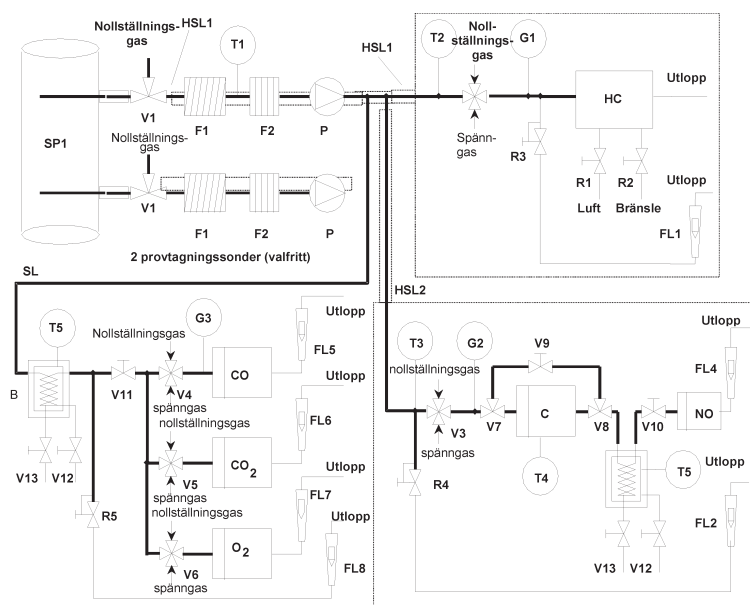 Nollställnings-
gas
HSL1
T1
V1
F1
F2
P
SP1
Nollställnings-
gas
V1
F1
F2
P
2 provtagningssonder (valfritt)
HSL1
T2
Noll-
ställnings-
gas
G1
HC
Utlopp
Spänn-
gas
R3
R1
R2
Luft
Bränsle
Utlopp
FL1
SL
HSL2
T5
B
V13
V12
V11
R5
Nollställningsgas
G3
V4
CO
Utlopp
FL5
spänngas
nollställningsgas
V5
CO2
Utlopp
FL6
spänngas
nollställningsgas
V6
O2
Utlopp
FL7
spänngas
Utlopp
FL8
T3
nollställningsgas
G2
V3
spänngas
R4
V7
V9
C
T4
V8
V10
NO
Utlopp
FL4
T5
V13
V12
Utlopp
FL2